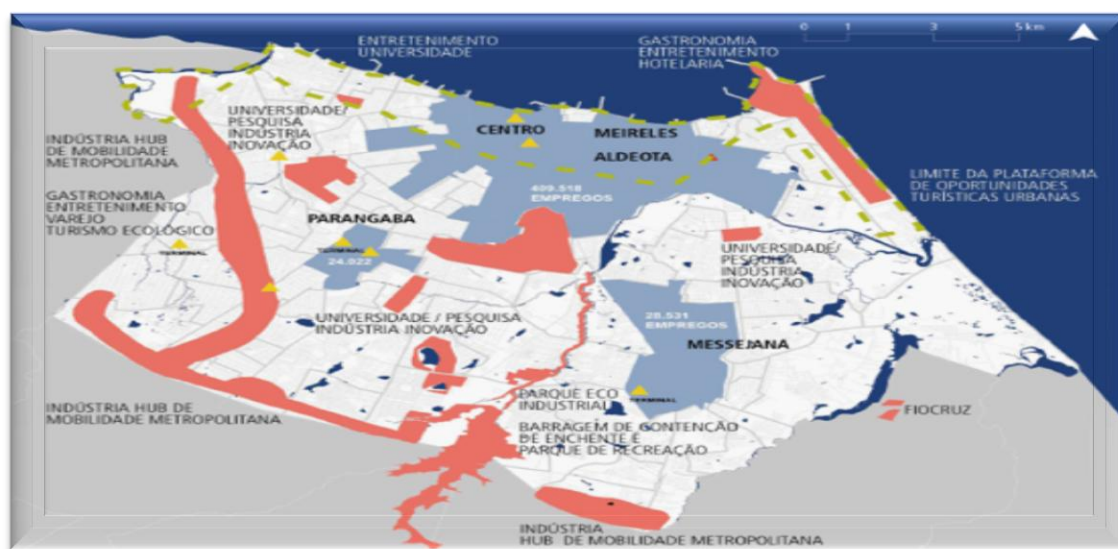 0 1 3 5 km
ENTRETENIMENTO
UNIVERSIDADE
GASTRONOMIA
ENTRETENIMENTO
HOTELARIA
UNIVERSIDADE/
PESQUISA
INDÚSTRIA
INOVAÇÃO
CENTRO
MEIRELES
ALDEOTA
INDÚSTRIA HUB
DE MOBILIDADE
METROPOLITANA
LIMITE DA PLATAFORMA
DE OPORTUNIDADES
TURÍSTICAS URBANAS
409.518
EMPREGOS
GASTRONOMIA
ENTRETENIMENTO
VAREJO
TURISMO ECOLÓGICO
TERMINAL
PARANGABA
TERMINAL
24.922
UNIVERSIDADE/
PESQUISA
INDÚSTRIA
INOVAÇÃO
UNIVERSIDADE / PESQUISA
INDÚSTRIA INOVAÇÃO
28.531
EMPREGOS
MESSEJANA
PARQUE ECO
INDUSTRIAL
TERMINAL
FIOCRUZ
INDÚSTRIA HUB DE
MOBILIDADE METROPOLITANA
BARRAGEM DE CONTENÇÃO
DE ENCHENTE E
PARQUE DE RECREAÇÃO
INDÚSTRIA
HUB DE MOBILIDADE METROPOLITANA